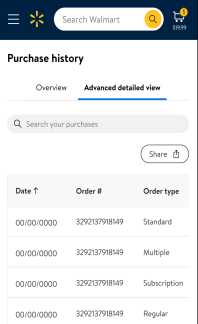 Search Walmart
1
$19.99
Purchase history
Overview Advanced detailed view
Search your purchases
Share
Date ↑ Order # Order type
00/00/0000 3292137918149 Standard
00/00/0000 3292137918149 Multiple
00/00/0000 3292137918149 Subscription
00/00/0000 3292137918149 Regular